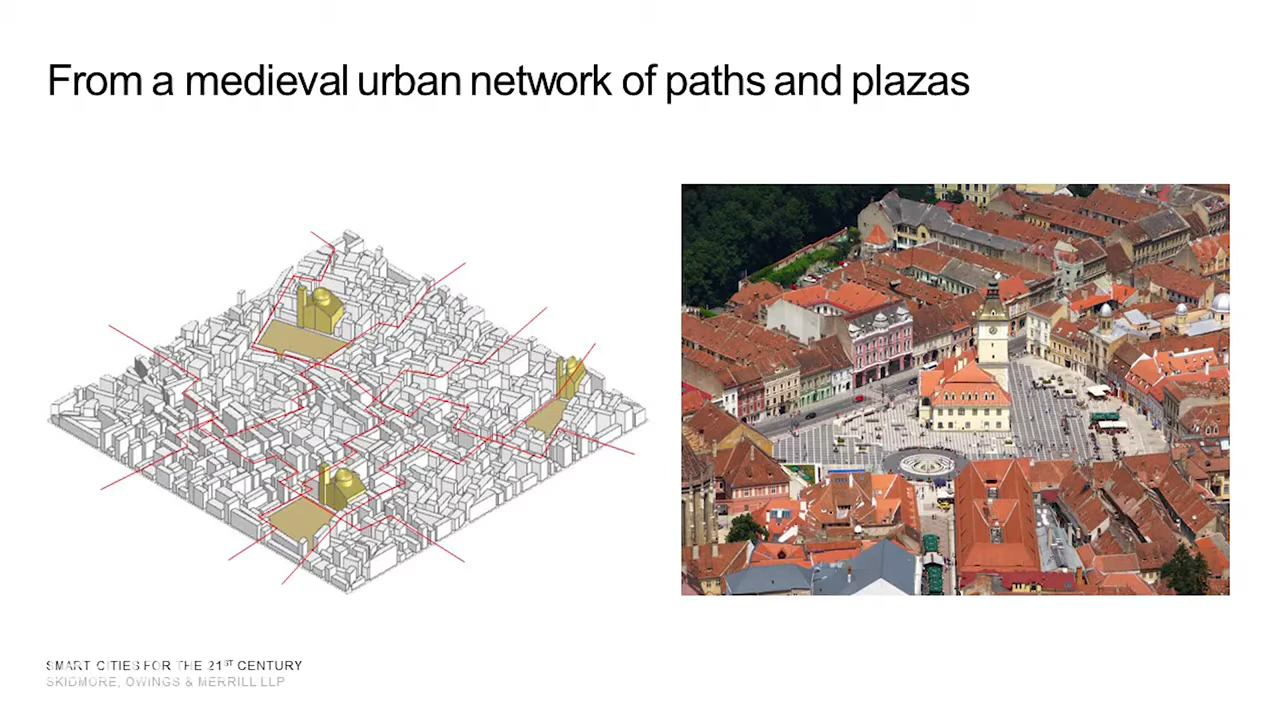 From a medieval urban network of paths and plazas
SMART CITIES FOR THE 21ST CENTURY
SKIDMORE, OWINGS & MERRILL LLP